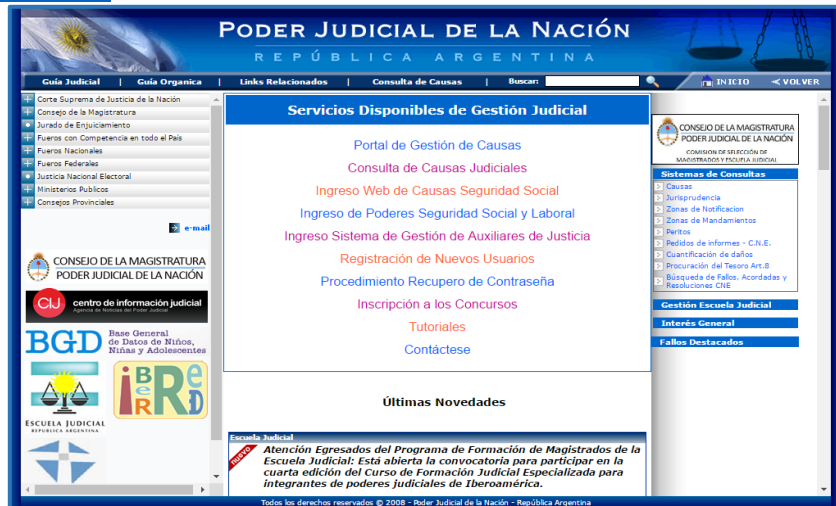 PODER JUDICIAL DE LA NACIÓN
REPÚBLICA ARGENTINA
Guía Judicial | Guía Organica | Links Relacionados | Consulta de Causas | Buscar: INICIO < VOLVER
Corte Suprema de Justicia de la Nación
Consejo de la Magistratura
Jurado de Enjuiciamiento
Fueros con Competencia en todo el País
Fueros Nacionales
Fueros Federales
Justicia Nacional Electoral
Ministerios Publicos
Consejos Provinciales
e-mail
CONSEJO DE LA MAGISTRATURA
PODER JUDICIAL DE LA NACIÓN
CIJ centro de información judicial
Agencia de Noticias del Poder Judicial
BGD Base General
de Datos de Niños,
Niñas y Adolescentes
ESCUELA JUDICIAL
REPUBLICA ARGENTINA
iBeR
IBERRED
Servicios Disponibles de Gestión Judicial
Portal de Gestión de Causas
Consulta de Causas Judiciales
Ingreso Web de Causas Seguridad Social
Ingreso de Poderes Seguridad Social y Laboral
Ingreso Sistema de Gestión de Auxiliares de Justicia
Registración de Nuevos Usuarios
Procedimiento Recupero de Contraseña
Inscripción a los Concursos
Tutoriales
Contáctese
Últimas Novedades
Escuela Judicial
nuevo
Atención Egresados del Programa de Formación de Magistrados de la
Escuela Judicial: Está abierta la convocatoria para participar en la
cuarta edición del Curso de Formación Judicial Especializada para
integrantes de poderes judiciales de Iberoamérica.
CONSEJO DE LA MAGISTRATURA
PODER JUDICIAL DE LA NACIÓN
COMISION DE SELECCIÓN DE
MAGISTRADOS Y ESCUELA JUDICIAL
Sistemas de Consultas
Causas
Jurisprudencia
Zonas de Notificacion
Zonas de Mandamientos
Peritos
Pedidos de informes - C.N.E.
Cuantificación de daños
Procuración del Tesoro Art.8
Búsqueda de Fallos, Acordadas y
Resoluciones CNE
Gestión Escuela Judicial
Interés General
Fallos Destacados
Todos los derechos reservados © 2008 - Poder Judicial de la Nación - República Argentina